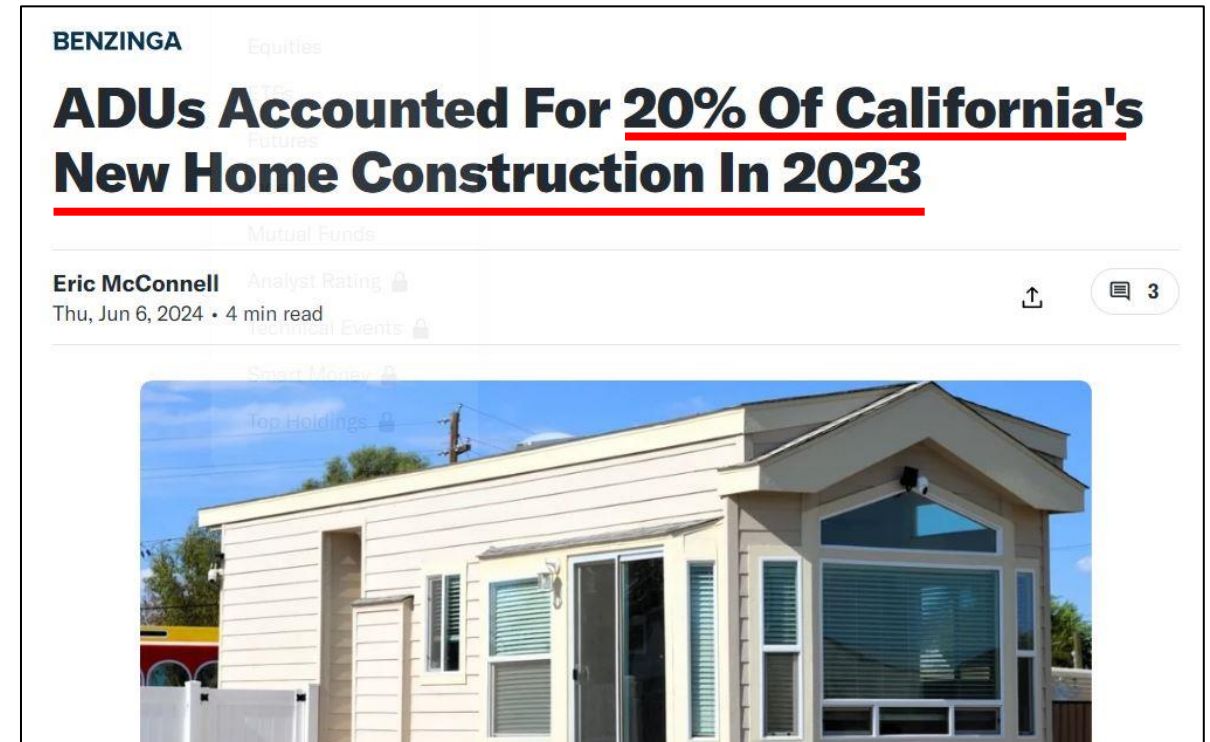 BENZINGA
Equities
ETFs
ADUs Accounted For 20% Of California's
Futures
New Home Construction In 2023
Mutual Funds
Eric McConnell
Analyst Rating
Thu, Jun 6, 2024 • 4 min read
3
Technical Events
Smart Money
Top Holdings